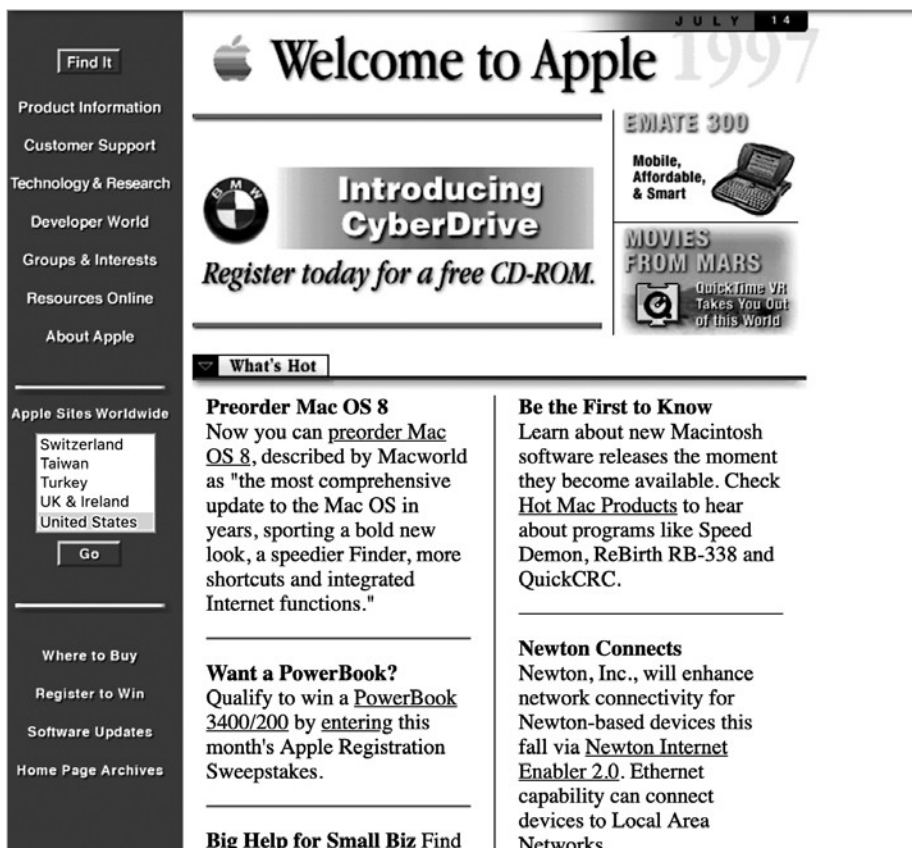 JULY 14
1997
Welcome to Apple
Find It
Product Information
Customer Support
Technology & Research
Developer World
Groups & Interests
Resources Online
About Apple
Apple Sites Worldwide
Switzerland
Taiwan
Turkey
UK & Ireland
United States
Go
Where to Buy
Register to Win
Software Updates
Home Page Archives
BMW
Introducing
CyberDrive
Register today for a free CD-ROM.
EMATE 300
Mobile,
Affordable,
& Smart
MOVIES
FROM MARS
QuickTime VR
Takes You Out
of this World
What's Hot
Preorder Mac OS 8
Now you can preorder Mac
OS 8, described by Macworld
as "the most comprehensive
update to the Mac OS in
years, sporting a bold new
look, a speedier Finder, more
shortcuts and integrated
Internet functions."
Want a PowerBook?
Qualify to win a PowerBook
3400/200 by entering this
month's Apple Registration
Sweepstakes.
Big Help for Small Biz Find
Be the First to Know
Learn about new Macintosh
software releases the moment
they become available. Check
Hot Mac Products to hear
about programs like Speed
Demon, ReBirth RB-338 and
QuickCRC.
Newton Connects
Newton, Inc., will enhance
network connectivity for
Newton-based devices this
fall via Newton Internet
Enabler 2.0. Ethernet
capability can connect
devices to Local Area
Networks